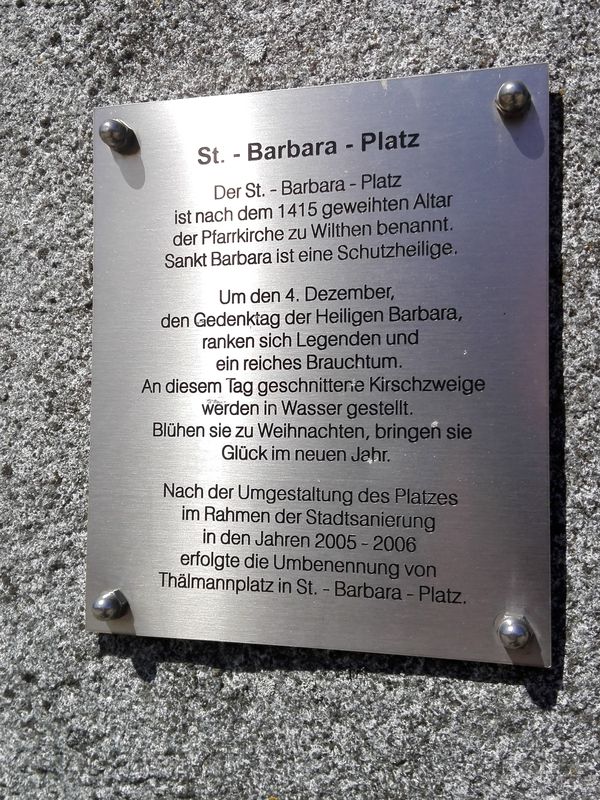 St. - Barbara - Platz
Der St. - Barbara - Platz
ist nach dem 1415 geweihten Altar
der Pfarrkirche zu Wilthen benannt.
Sankt Barbara ist eine Schutzheilige.
Um den 4. Dezember,
den Gedenktag der Heiligen Barbara,
ranken sich Legenden und
ein reiches Brauchtum.
An diesem Tag geschnittene Kirschzweige
werden in Wasser gestellt.
Blühen sie zu Weihnachten, bringen sie
Glück im neuen Jahr.
Nach der Umgestaltung des Platzes
im Rahmen der Stadtsanierung
in den Jahren 2005 - 2006
erfolgte die Umbenennung von
Thälmannplatz in St. - Barbara - Platz.